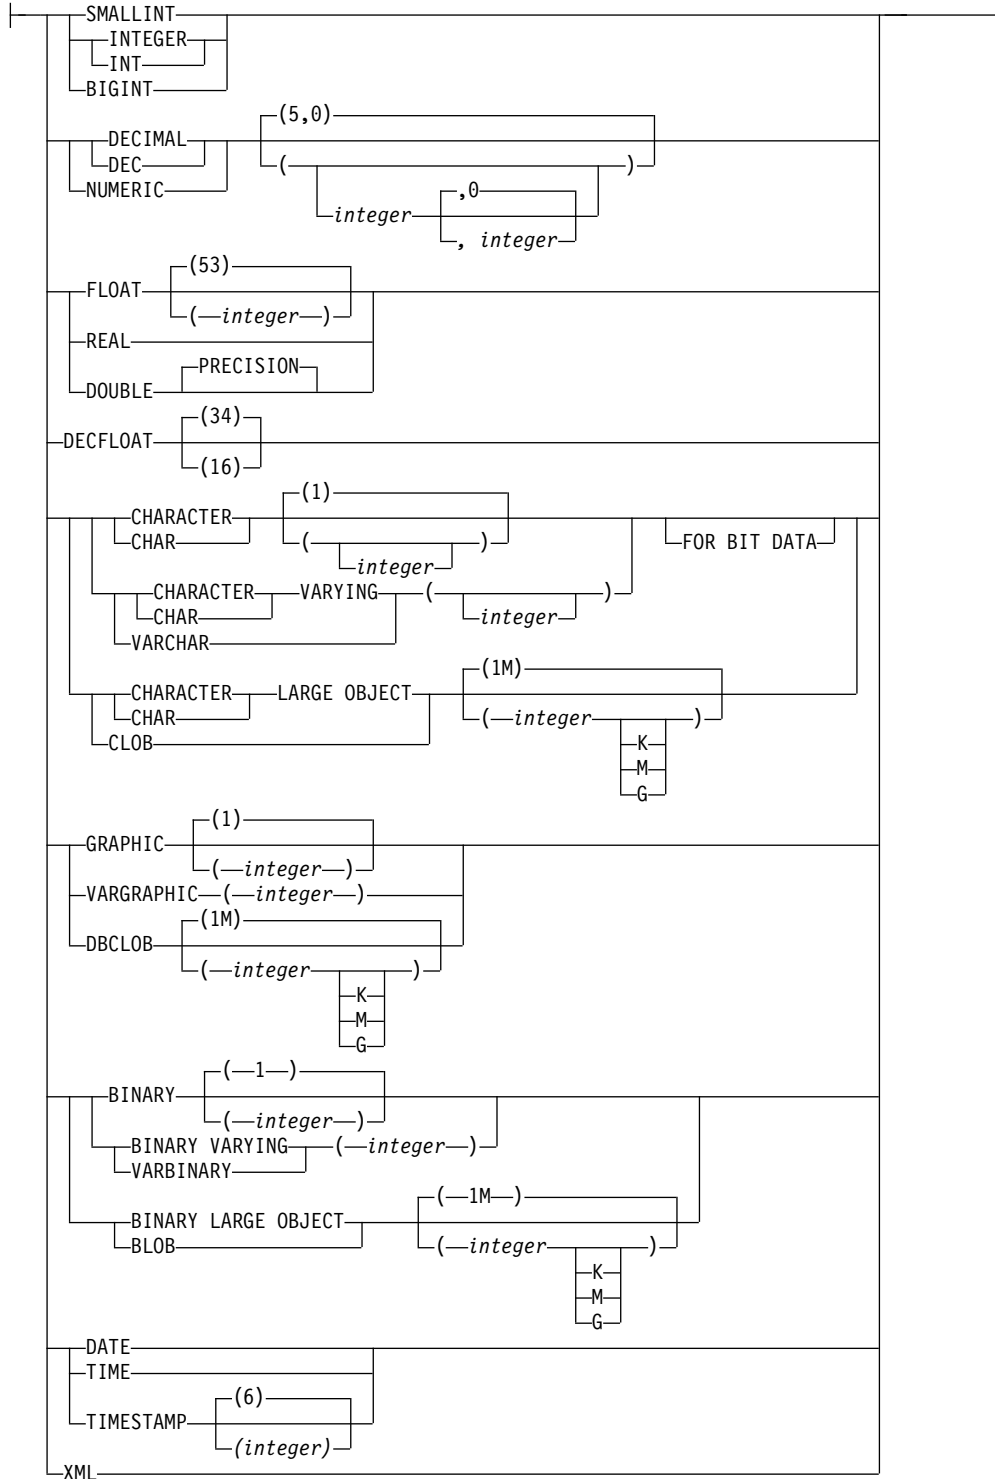 SMALLINT
INTEGER
INT
BIGINT
(5,0)
DECIMAL ( )
DEC
NUMERIC
,0
integer
, integer
(53)
FLOAT
( integer )
REAL
PRECISION
DOUBLE
(34)
DECFLOAT
(16)
(1)
CHARACTER
CHAR ( ) FOR BIT DATA
integer
CHARACTER VARYING ( )
CHAR integer
VARCHAR
(1M)
CHARACTER LARGE OBJECT
CHAR ( integer )
CLOB K
M
G
(1)
GRAPHIC
( integer )
VARGRAPHIC ( integer )
(1M)
DBCLOB
( integer )
K
M
G
( 1 )
BINARY
( integer )
BINARY VARYING ( integer )
VARBINARY
( 1M )
BINARY LARGE OBJECT
BLOB ( integer )
K
M
G
DATE
TIME
(6)
TIMESTAMP
(integer)
XML